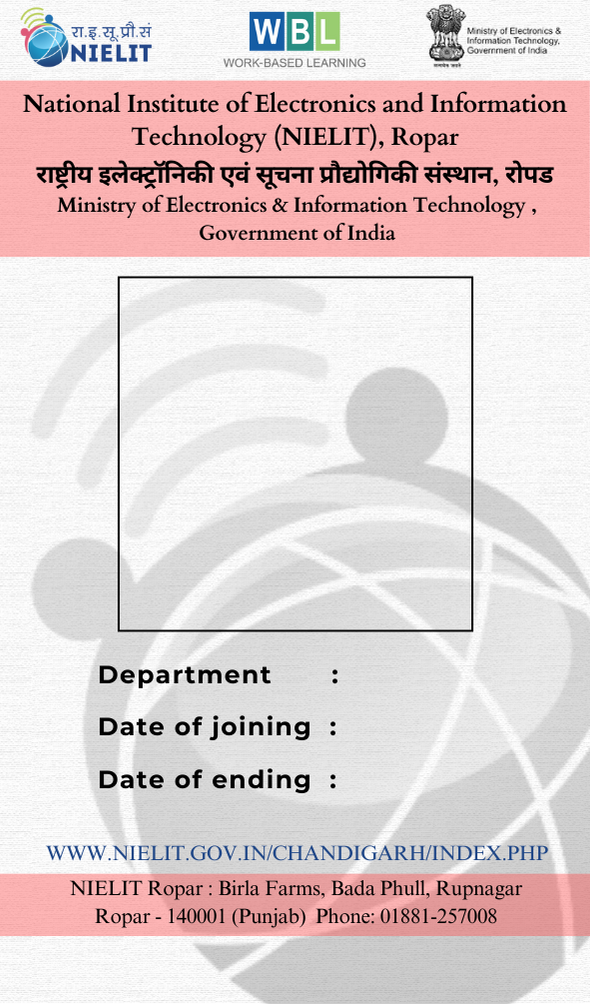 रा.इ.सू.प्रौ.सं
NIELIT
WBL
WORK-BASED LEARNING
सत्यमेव जयते
Ministry of Electronics &
Information Technology,
Government of India
National Institute of Electronics and Information
Technology (NIELIT), Ropar
राष्ट्रीय इलेक्ट्रॉनिकी एवं सूचना प्रौद्योगिकी संस्थान, रोपड
Ministry of Electronics & Information Technology ,
Government of India
Department :
Date of joining :
Date of ending :
WWW.NIELIT.GOV.IN/CHANDIGARH/INDEX.PHP
NIELIT Ropar : Birla Farms, Bada Phull, Rupnagar
Ropar - 140001 (Punjab) Phone: 01881-257008